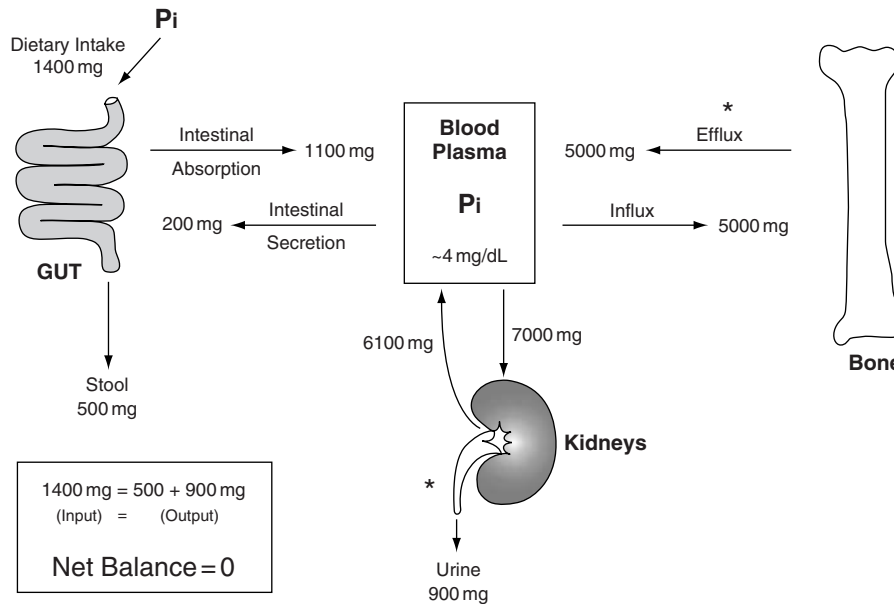 Pi
Dietary Intake
1400 mg
Intestinal
Absorption
1100 mg
200 mg
Intestinal
Secretion
GUT
Stool
500 mg
Blood
Plasma
Pi
~4 mg/dL
*
5000 mg
Efflux
Influx
5000 mg
Bone
6100 mg
7000 mg
Kidneys
*
Urine
900 mg
1400 mg = 500 + 900 mg
(Input) = (Output)
Net Balance = 0